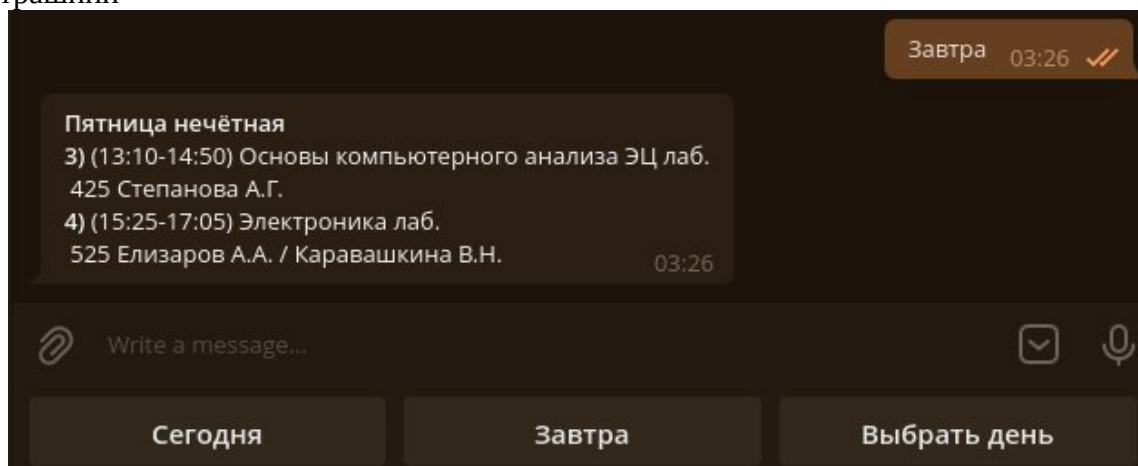 Завтра 03:26
Пятница нечётная
3) (13:10-14:50) Основы компьютерного анализа ЭЦ лаб.
425 Степанова А.Г.
4) (15:25-17:05) Электроника лаб.
525 Елизаров А.А. / Каравашкина В.Н. 03:26
Write a message...
Сегодня Завтра Выбрать день